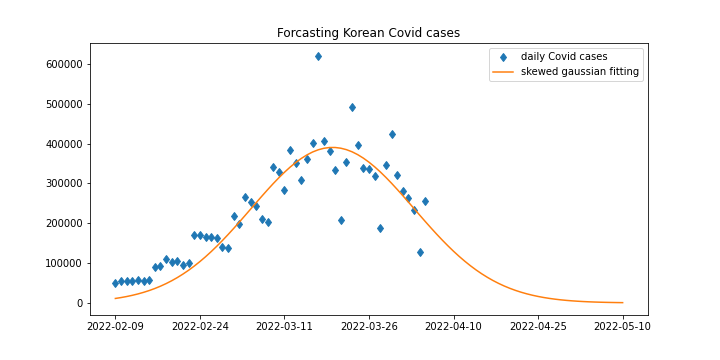 Forcasting Korean Covid cases
daily Covid cases
skewed gaussian fitting
600000
500000
400000
300000
200000
100000
0
2022-02-09 2022-02-24 2022-03-11 2022-03-26 2022-04-10 2022-04-25 2022-05-10